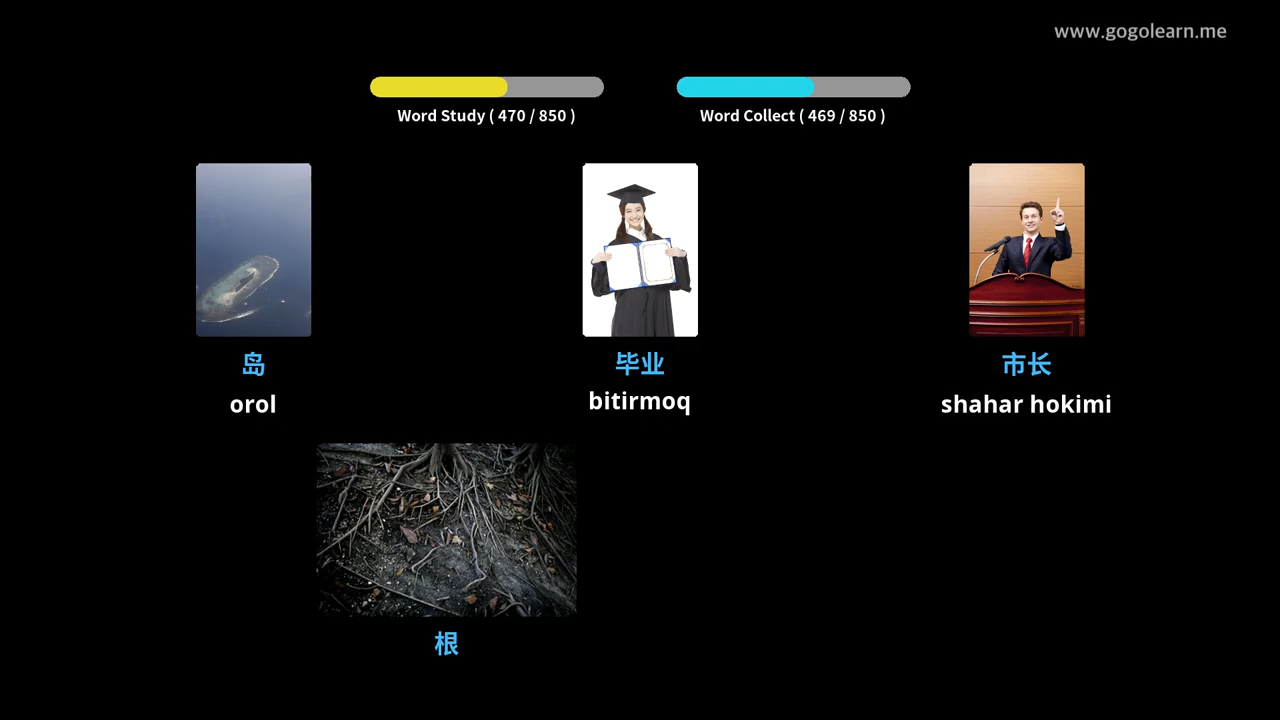 www.gogolearn.me
Word Study ( 470 / 850 )
Word Collect ( 469 / 850 )
岛
毕业
市长
orol
bitirmoq
shahar hokimi
根